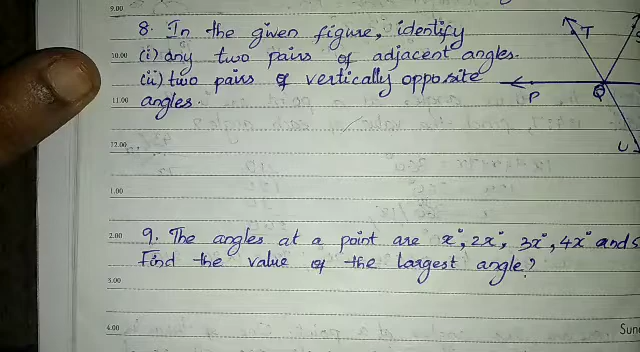 9.00
8. In the given figure, identify
10.00 (i) any two pairs of adjacent angles.
(ii) two pairs of vertically opposite
11.00 angles.
T
P
Q
U
12.00
1.00
2.00 9. The angles at a point are x°, 2x°, 3x°, 4x° and 5
Find the value of the largest angle?
3.00
4.00
Sun